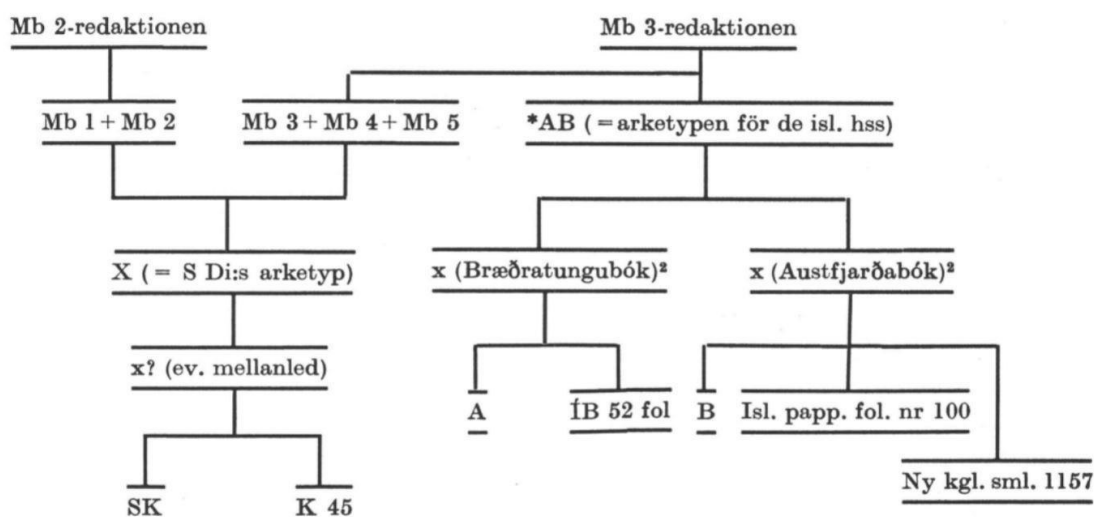 Mb 2-redaktionen
Mb 3-redaktionen
Mb 1 + Mb 2
Mb 3 + Mb 4 + Mb 5
*AB (= arketypen för de isl. hss)
X (= S Di:s arketyp)
x (Bræðratungubók)²
x (Austfjarðabók)²
x? (ev. mellanled)
A
ÍB 52 fol
B
Isl. papp. fol. nr 100
Ny kgl. sml. 1157
SK
K 45